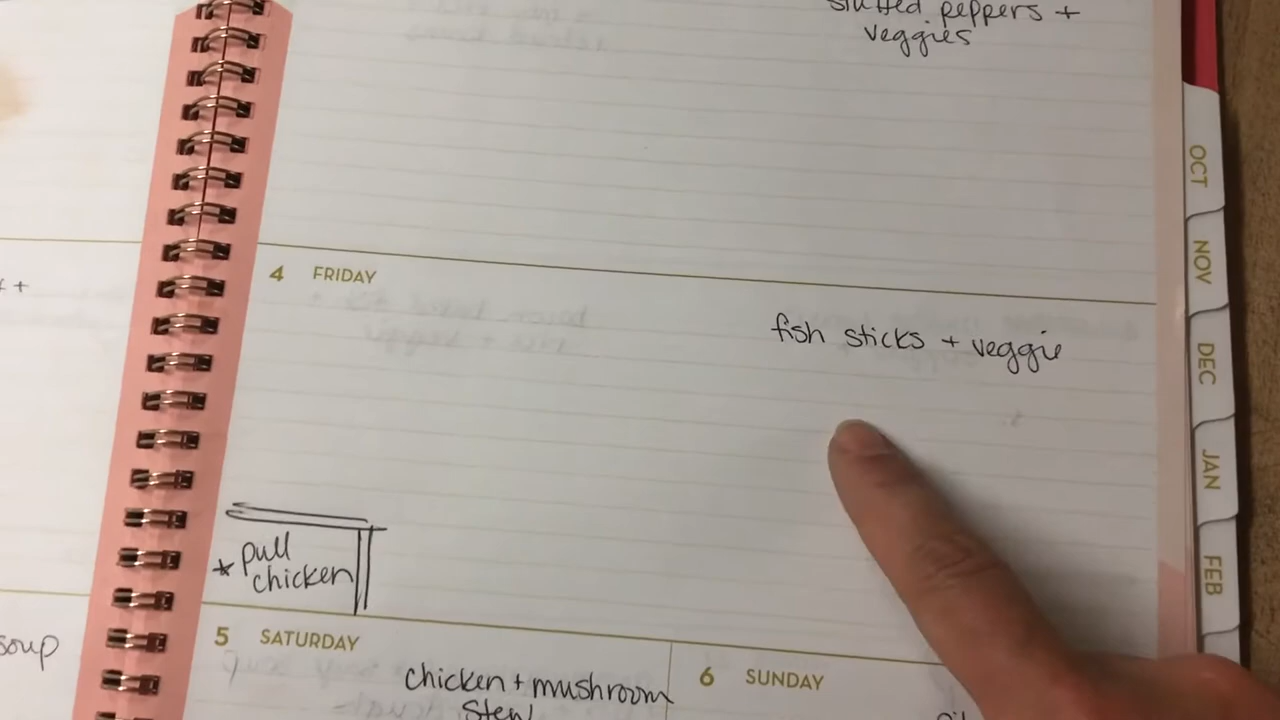 stuffed peppers +
veggies
4 FRIDAY
fish sticks + veggie
* pull
chicken
5 SATURDAY
chicken + mushroom
stew
6 SUNDAY
soup
OCT
NOV
DEC
JAN
FEB